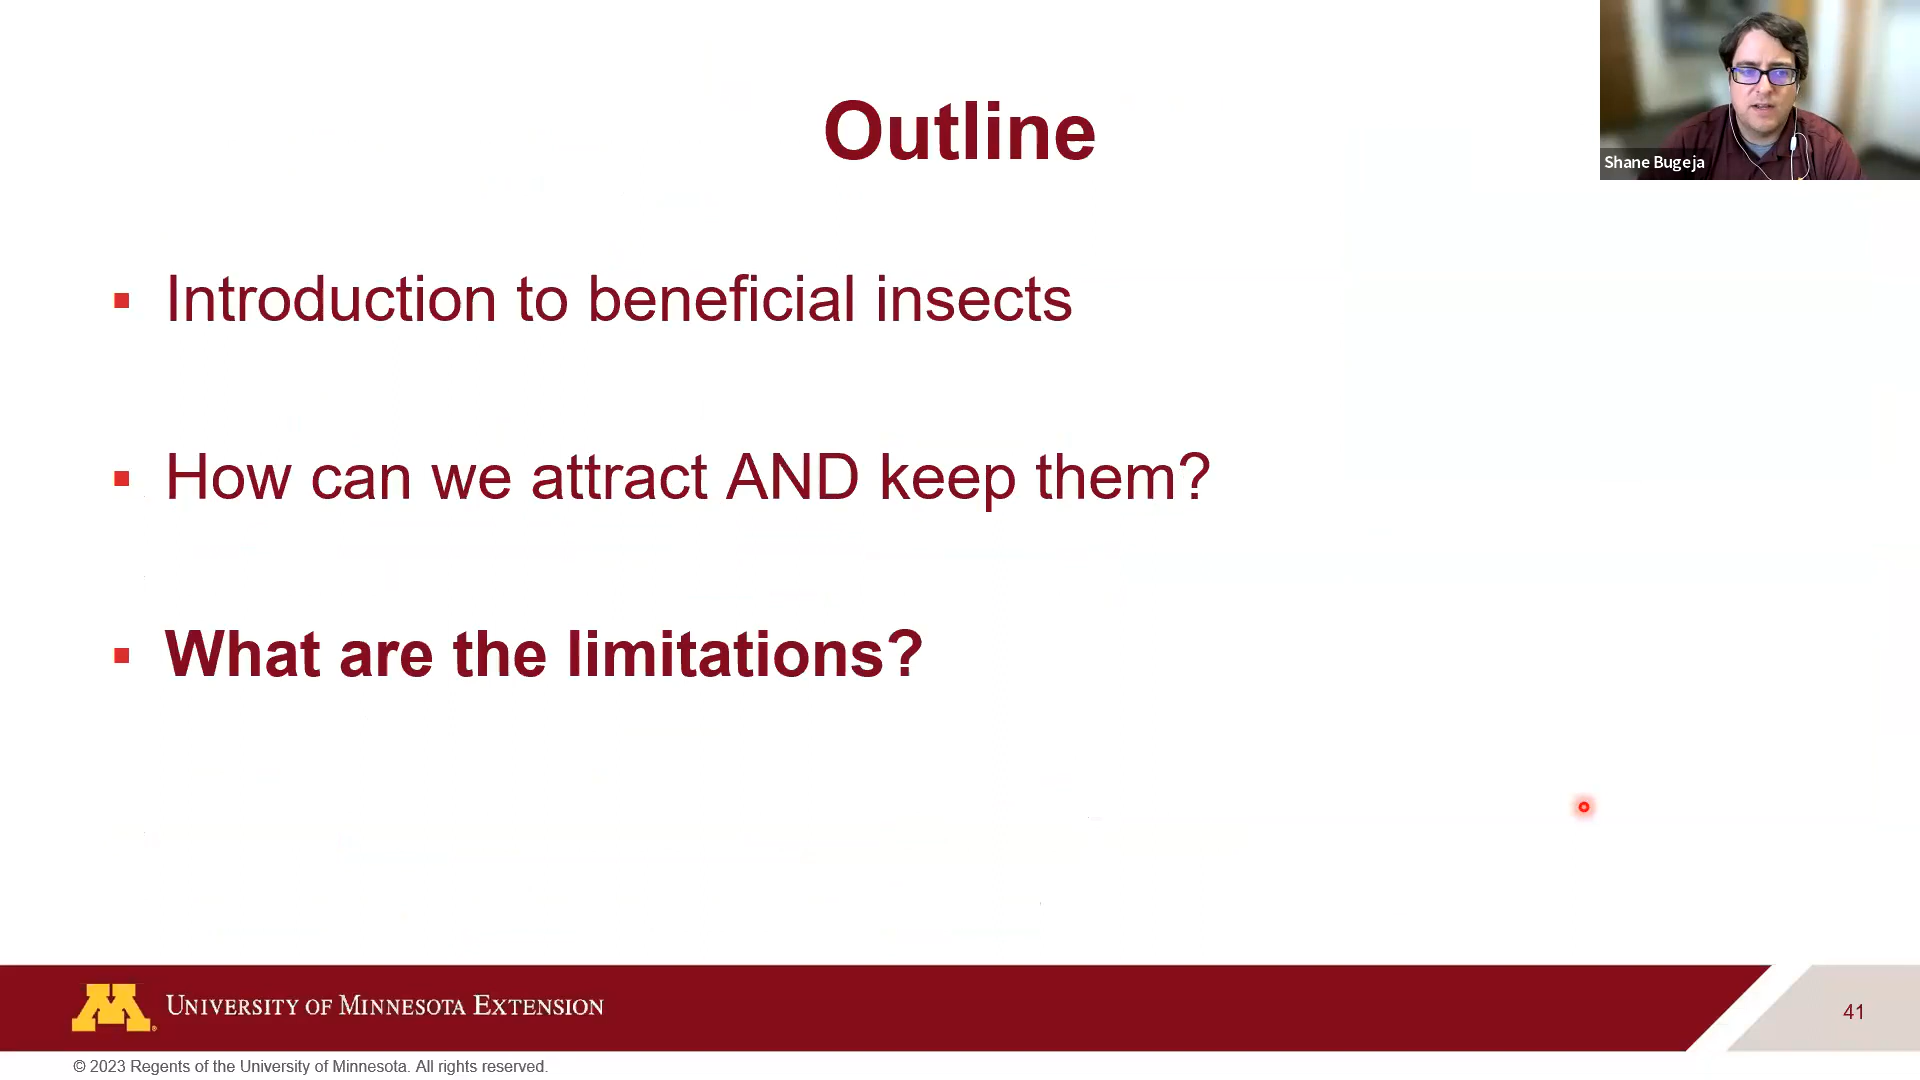 Outline
Shane Bugeja
Introduction to beneficial insects
How can we attract AND keep them?
What are the limitations?
M
UNIVERSITY OF MINNESOTA EXTENSION
41
© 2023 Regents of the University of Minnesota. All rights reserved.